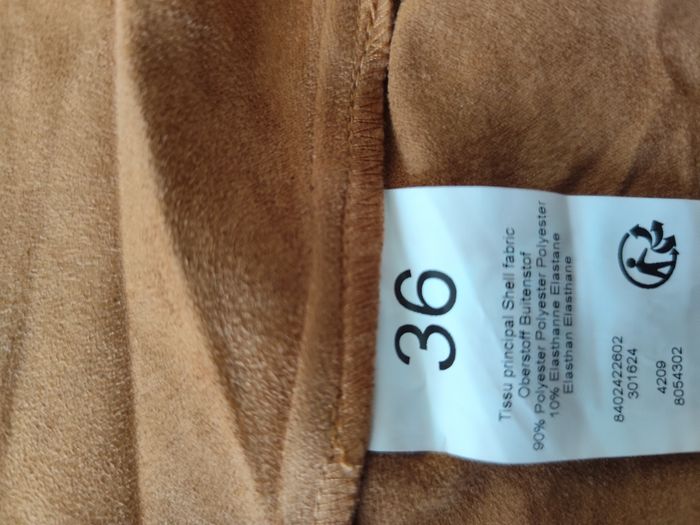 36
Tissu principal Shell fabric
Oberstoff Buitenstof
90% Polyester Polyester Polyester
10% Elasthanne Elastane
Elasthan Elasthane
8402422602
301624
4209
8054302